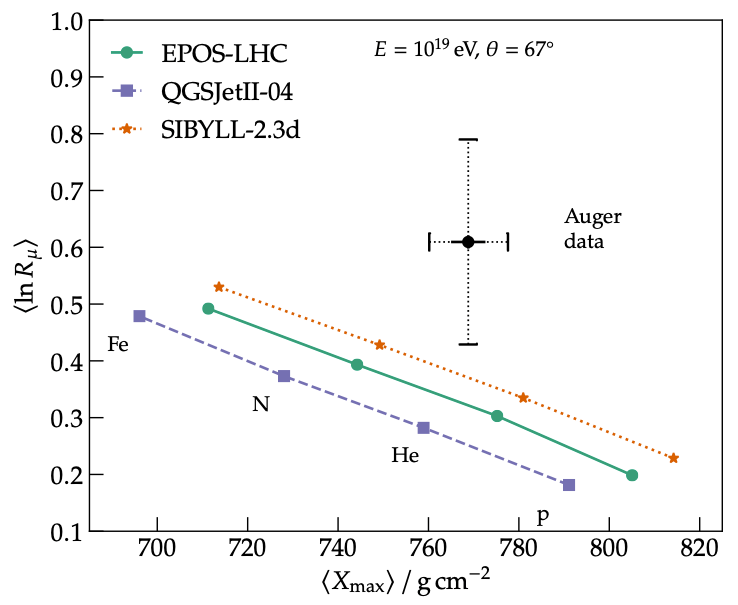 EPOS-LHC
QGSJetII-04
SIBYLL-2.3d
E = 10¹⁹ eV, θ = 67°
Auger
data
Fe
N
He
p
1.0
0.9
0.8
0.7
0.6
0.5
0.4
0.3
0.2
0.1
⟨ln Rμ⟩
700 720 740 760 780 800 820
⟨Xmax⟩ / g cm⁻²